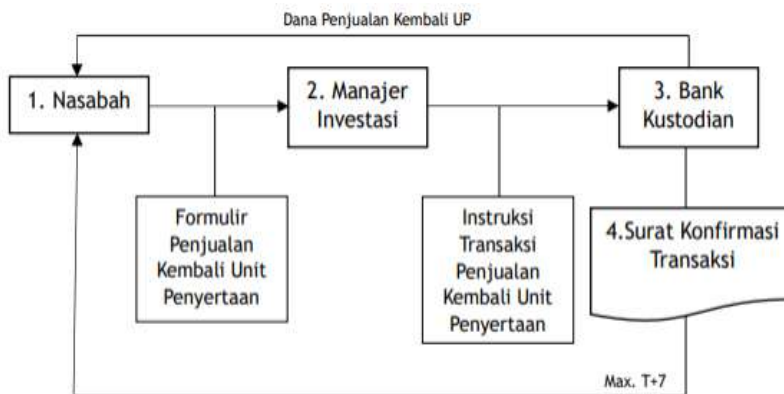 Dana Penjualan Kembali UP
1. Nasabah
2. Manajer
Investasi
3. Bank
Kustodian
Formulir
Penjualan
Kembali Unit
Penyertaan
Instruksi
Transaksi
Penjualan
Kembali Unit
Penyertaan
4.Surat Konfirmasi
Transaksi
Max. T+7